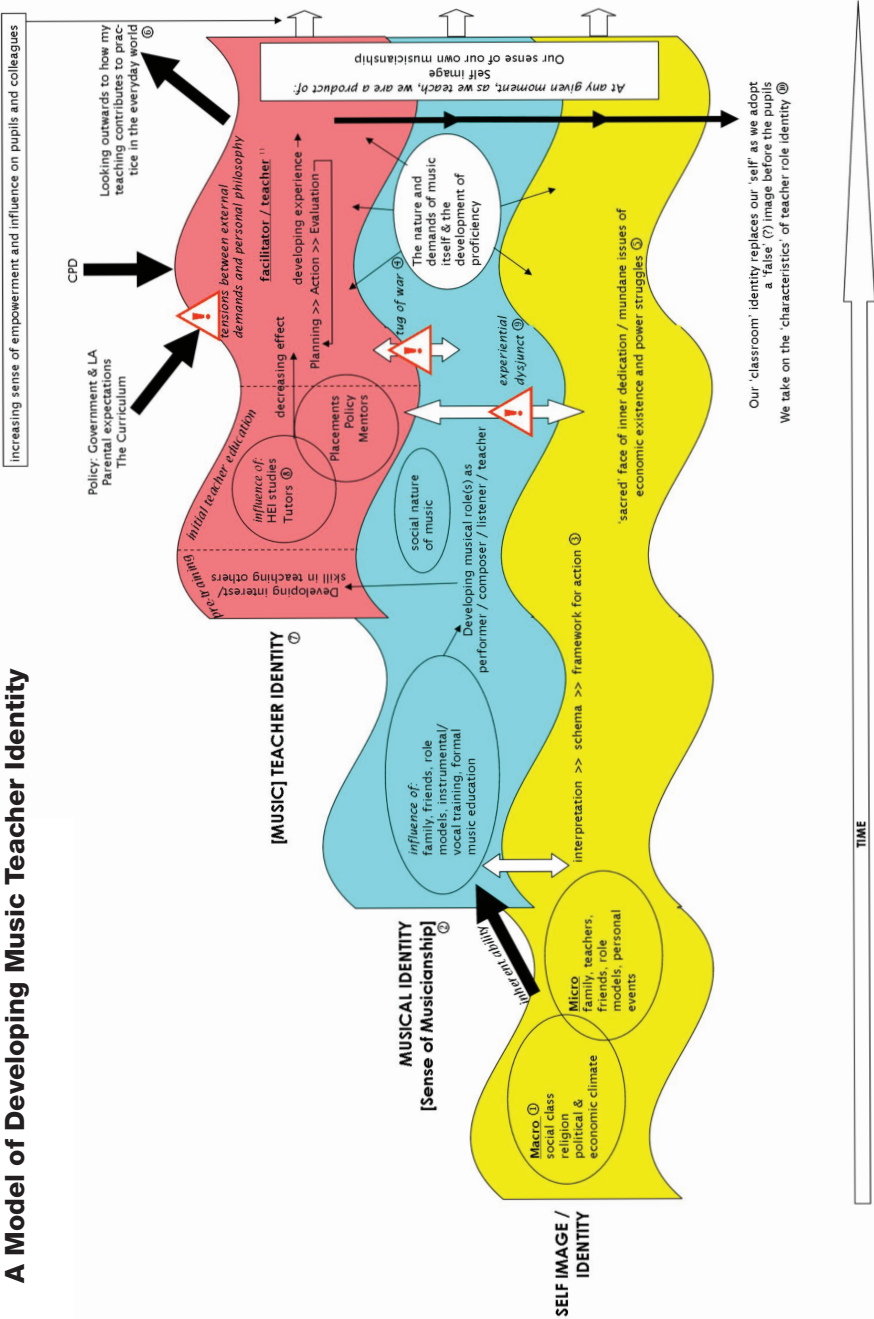 A Model of Developing Music Teacher Identity
increasing sense of empowerment and influence on pupils and colleagues
Policy: Government & LA
Parental expectations
The Curriculum
CPD
Looking outwards to how my
teaching contributes to prac-
tice in the everyday world ⑥
[MUSIC] TEACHER IDENTITY
⑦
pre-training
Developing interest/
skill in teaching others
initial teacher education
influence of:
HEI studies
Tutors ⑧
Placements
Policy
Mentors
decreasing effect
!
tensions between external
demands and personal philosophy
facilitator / teacher ¹¹
developing experience
Planning >> Action >> Evaluation
At any given moment, as we teach, we are a product of:
Self image
Our sense of our own musicianship
MUSICAL IDENTITY
[Sense of Musicianship]
②
inherent ability
influence of:
family, friends, role
models, instrumental/
vocal training, formal
music education
Developing musical role(s) as
performer / composer / listener / teacher
social nature
of music
!
tug of war ④
The nature and
demands of music
itself & the
development of
proficiency
!
experiential
dysjunct ⑨
SELF IMAGE /
IDENTITY
Macro ①
social class
religion
political &
economic climate
Micro
family, teachers,
friends, role
models, personal
events
interpretation >> schema >> framework for action ③
'sacred' face of inner dedication / mundane issues of
economic existence and power struggles ⑤
Our 'classroom' identity replaces our 'self' as we adopt
a 'false' (?) image before the pupils
We take on the 'characteristics' of teacher role identity ⑩
TIME